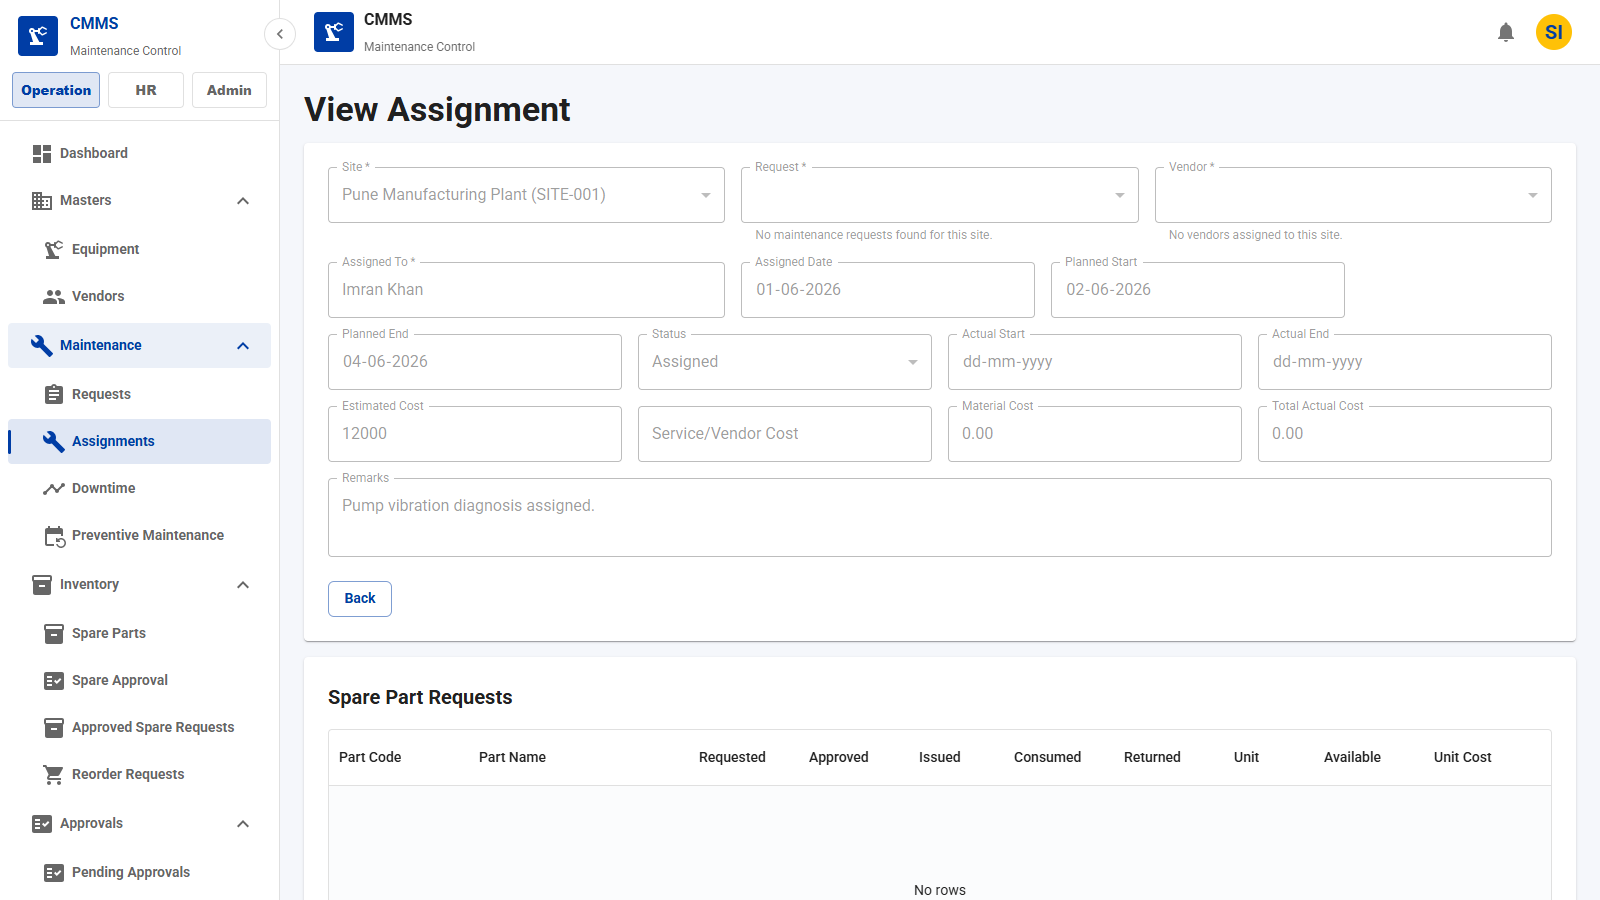 CMMS
Maintenance Control
Operation
HR
Admin
Dashboard
Masters
Equipment
Vendors
Maintenance
Requests
Assignments
Downtime
Preventive Maintenance
Inventory
Spare Parts
Spare Approval
Approved Spare Requests
Reorder Requests
Approvals
Pending Approvals
CMMS
Maintenance Control
SI
View Assignment
Site *
Pune Manufacturing Plant (SITE-001)
Request *
No maintenance requests found for this site.
Vendor *
No vendors assigned to this site.
Assigned To *
Imran Khan
Assigned Date
01-06-2026
Planned Start
02-06-2026
Planned End
04-06-2026
Status
Assigned
Actual Start
dd-mm-yyyy
Actual End
dd-mm-yyyy
Estimated Cost
12000
Service/Vendor Cost
Material Cost
0.00
Total Actual Cost
0.00
Remarks
Pump vibration diagnosis assigned.
Back
Spare Part Requests
Part Code Part Name Requested Approved Issued Consumed Returned Unit Available Unit Cost
No rows